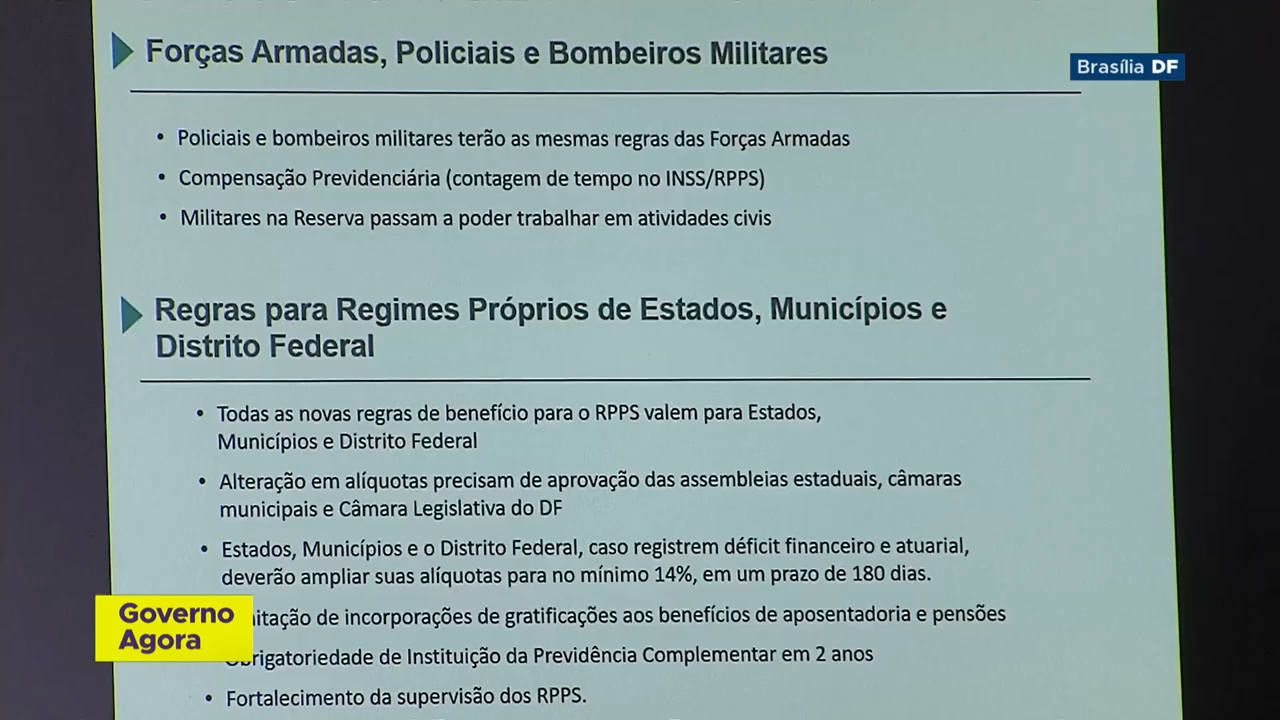 Forças Armadas, Policiais e Bombeiros Militares
Brasília DF
• Policiais e bombeiros militares terão as mesmas regras das Forças Armadas
• Compensação Previdenciária (contagem de tempo no INSS/RPPS)
• Militares na Reserva passam a poder trabalhar em atividades civis
Regras para Regimes Próprios de Estados, Municípios e
Distrito Federal
• Todas as novas regras de benefício para o RPPS valem para Estados,
Municípios e Distrito Federal
• Alteração em alíquotas precisam de aprovação das assembleias estaduais, câmaras
municipais e Câmara Legislativa do DF
• Estados, Municípios e o Distrito Federal, caso registrem déficit financeiro e atuarial,
deverão ampliar suas alíquotas para no mínimo 14%, em um prazo de 180 dias.
de incorporações de gratificações aos benefícios de aposentadoria e pensões
Obrigatoriedade de Instituição da Previdência Complementar em 2 anos
• Fortalecimento da supervisão dos RPPS.
Governo
Agora